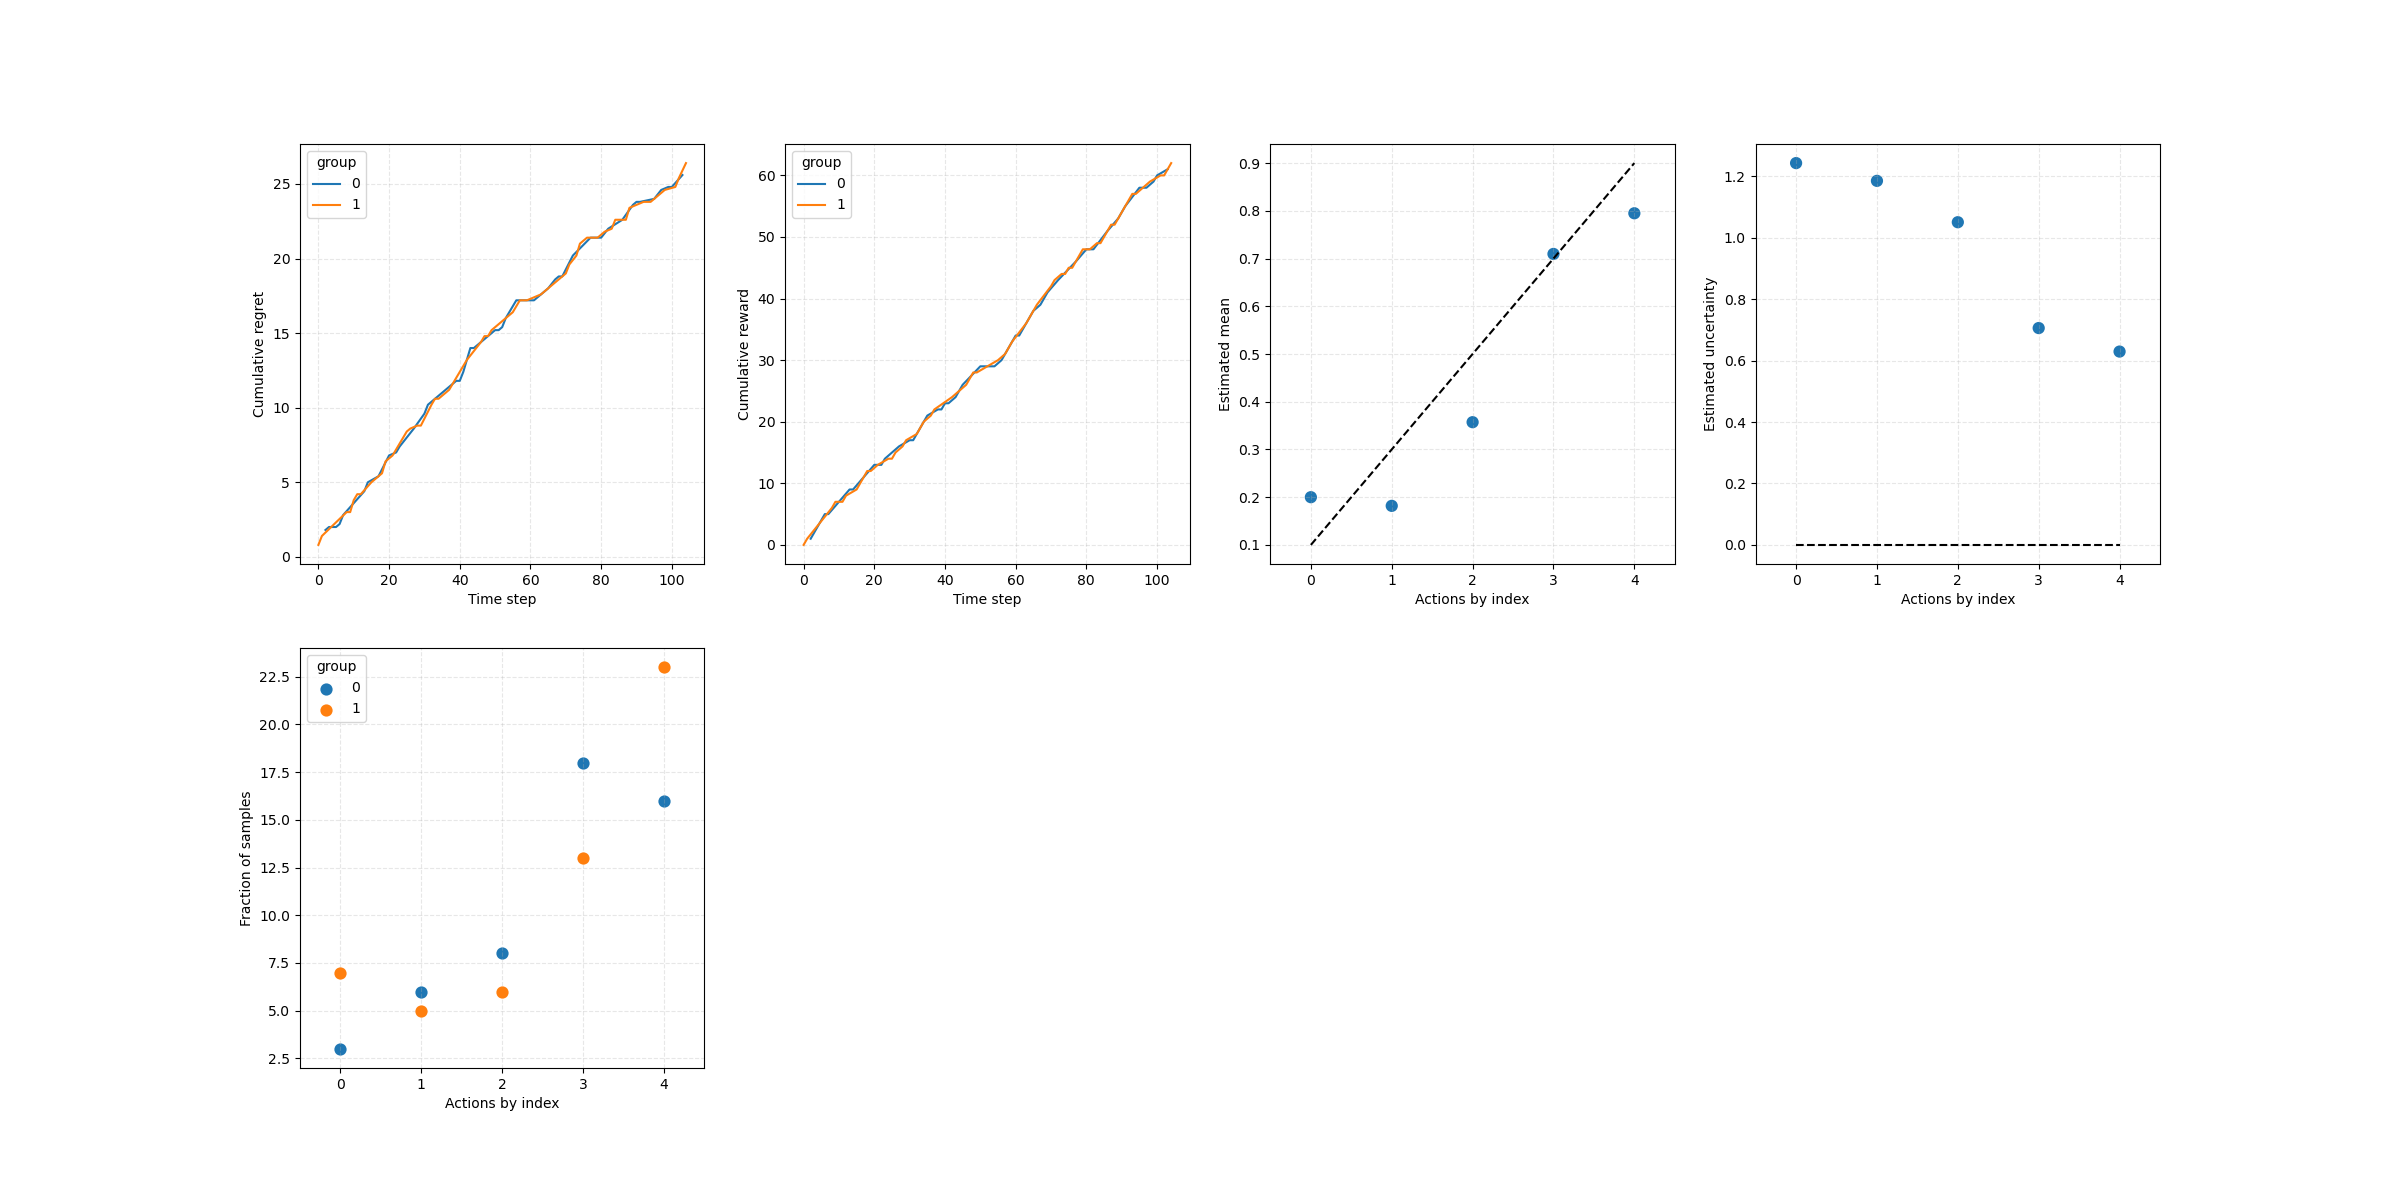 group
0
1
25
20
15
10
5
0
Cumulative regret
0 20 40 60 80 100
Time step
group
0
1
60
50
40
30
20
10
0
Cumulative reward
0 20 40 60 80 100
Time step
0.9
0.8
0.7
0.6
0.5
0.4
0.3
0.2
0.1
Estimated mean
0 1 2 3 4
Actions by index
1.2
1.0
0.8
0.6
0.4
0.2
0.0
Estimated uncertainty
0 1 2 3 4
Actions by index
group
0
1
22.5
20.0
17.5
15.0
12.5
10.0
7.5
5.0
2.5
Fraction of samples
0 1 2 3 4
Actions by index